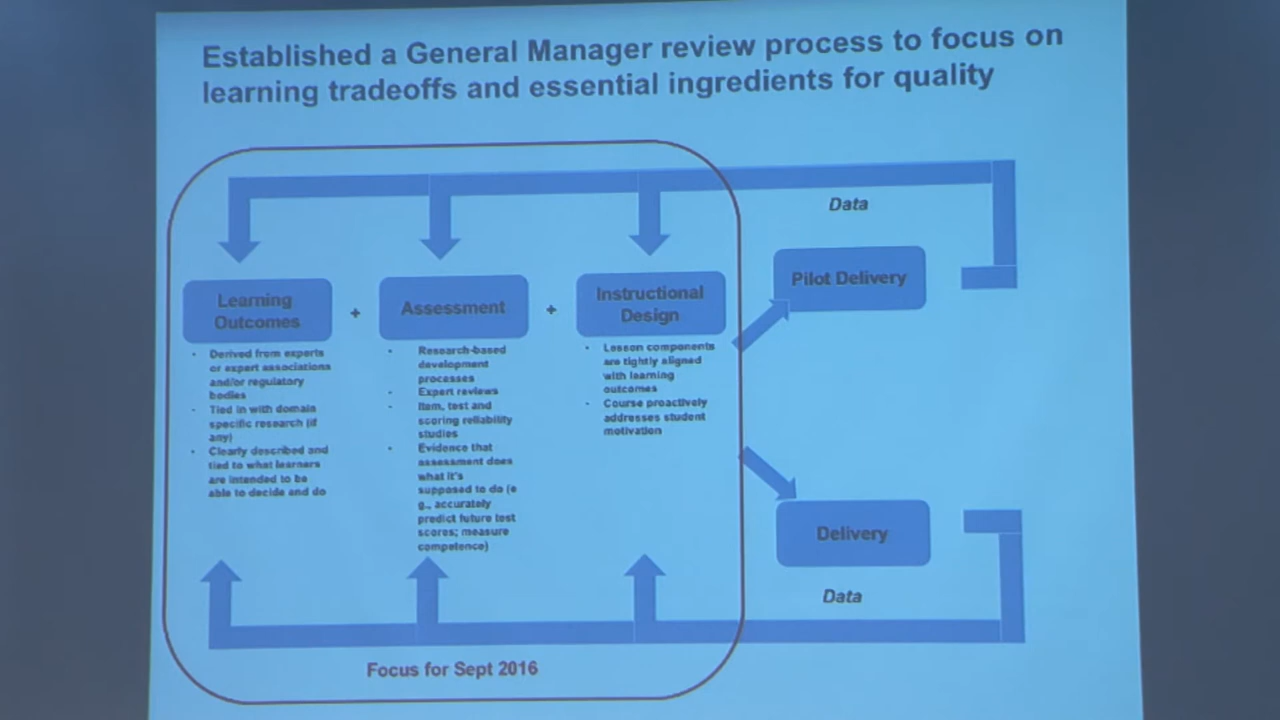 Established a General Manager review process to focus on
learning tradeoffs and essential ingredients for quality
Data
Pilot Delivery
Learning
Outcomes
+
Assessment
+
Instructional
Design
• Derived from experts
or expert associations
and/or regulatory
bodies
• Tied in with domain
specific research (if
any)
• Clearly described and
tied to what learners
are intended to be
able to decide and do
• Research-based
development
processes
• Expert reviews
• Item, test and
scoring reliability
studies
• Evidence that
assessment does
what it's
supposed to do (e
g., accurately
predict future test
scores; measure
competence)
• Lesson components
are tightly aligned
with learning
outcomes
• Course proactively
addresses student
motivation
Delivery
Data
Focus for Sept 2016